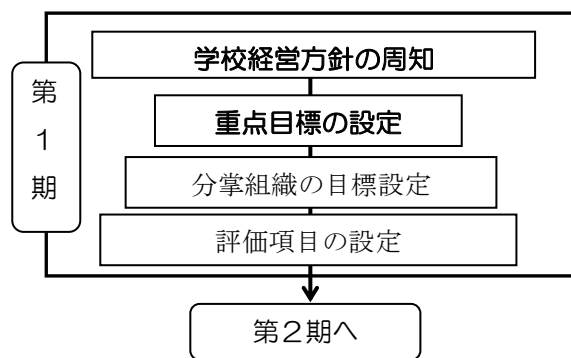 学校経営方針の周知
第1期
重点目標の設定
分掌組織の目標設定
評価項目の設定
第2期へ